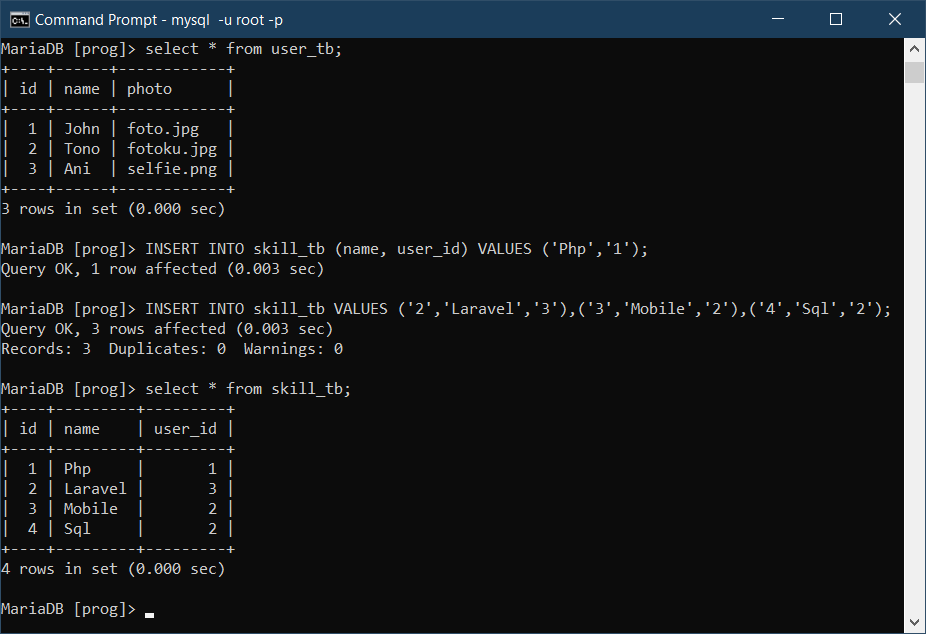 Command Prompt - mysql  -u root -p
MariaDB [prog]> select * from user_tb;
+----+------+------------+
| id | name | photo      |
+----+------+------------+
|  1 | John | foto.jpg   |
|  2 | Tono | fotoku.jpg |
|  3 | Ani  | selfie.png |
+----+------+------------+
3 rows in set (0.000 sec)

MariaDB [prog]> INSERT INTO skill_tb (name, user_id) VALUES ('Php','1');
Query OK, 1 row affected (0.003 sec)

MariaDB [prog]> INSERT INTO skill_tb VALUES ('2','Laravel','3'),('3','Mobile','2'),('4','Sql','2');
Query OK, 3 rows affected (0.003 sec)
Records: 3  Duplicates: 0  Warnings: 0

MariaDB [prog]> select * from skill_tb;
+----+---------+---------+
| id | name    | user_id |
+----+---------+---------+
|  1 | Php     |       1 |
|  2 | Laravel |       3 |
|  3 | Mobile  |       2 |
|  4 | Sql     |       2 |
+----+---------+---------+
4 rows in set (0.000 sec)

MariaDB [prog]> _